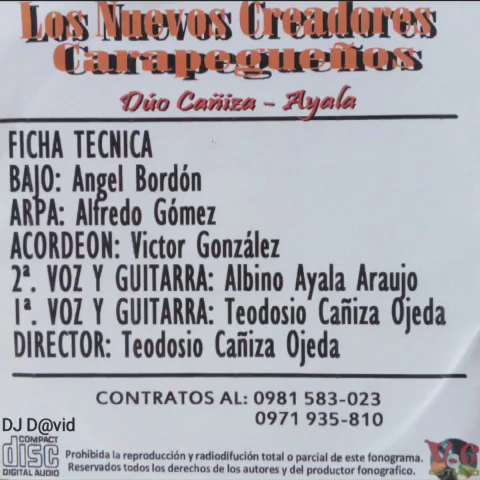 Los Nuevos Creadores
Carapegueños
Dúo Cañiza - Ayala
FICHA TECNICA
BAJO: Angel Bordón
ARPA: Alfredo Gómez
ACORDEON: Victor González
2ª. VOZ Y GUITARRA: Albino Ayala Araujo
1ª. VOZ Y GUITARRA: Teodosio Cañiza Ojeda
DIRECTOR: Teodosio Cañiza Ojeda
CONTRATOS AL: 0981 583-023
0971 935-810
DJ D@vid
COMPACT
disc
DIGITAL AUDIO
Prohibida la reproducción y radiodifución total o parcial de este fonograma.
Reservados todos los derechos de los autores y del productor fonografico.